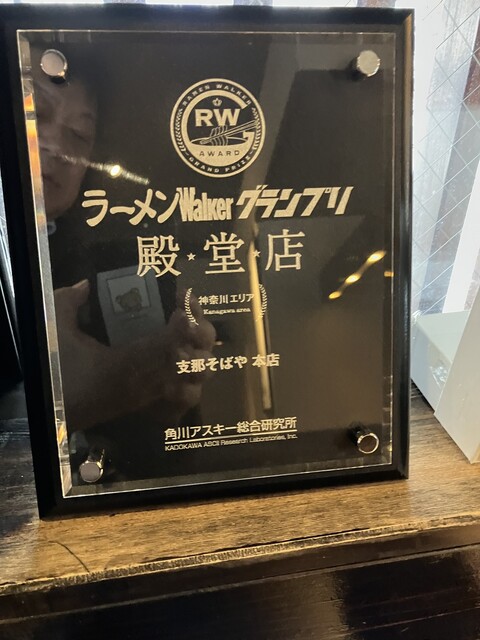 RAMEN WALKER
RW
AWARD
GRAND PRIZE
ラーメンWalkerグランプリ
殿★堂★店
神奈川エリア
Kanagawa area
支那そばや 本店
角川アスキー総合研究所
KADOKAWA ASCII Research Laboratories, Inc.